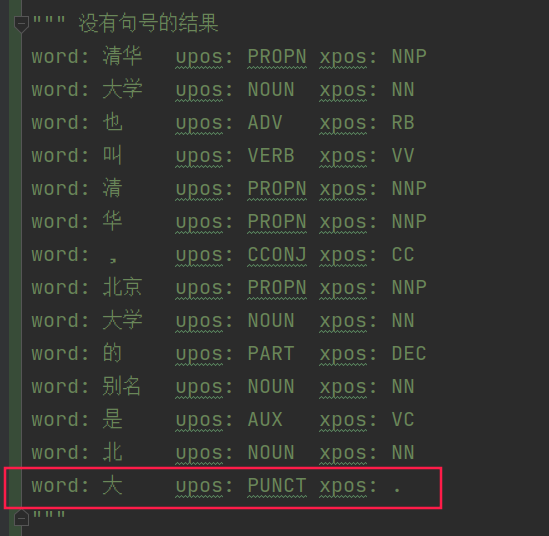 """ 没有句号的结果
word: 清华 upos: PROPN xpos: NNP
word: 大学 upos: NOUN xpos: NN
word: 也 upos: ADV xpos: RB
word: 叫 upos: VERB xpos: VV
word: 清 upos: PROPN xpos: NNP
word: 华 upos: PROPN xpos: NNP
word: , upos: CCONJ xpos: CC
word: 北京 upos: PROPN xpos: NNP
word: 大学 upos: NOUN xpos: NN
word: 的 upos: PART xpos: DEC
word: 别名 upos: NOUN xpos: NN
word: 是 upos: AUX xpos: VC
word: 北 upos: NOUN xpos: NN
word: 大 upos: PUNCT xpos: .
"""